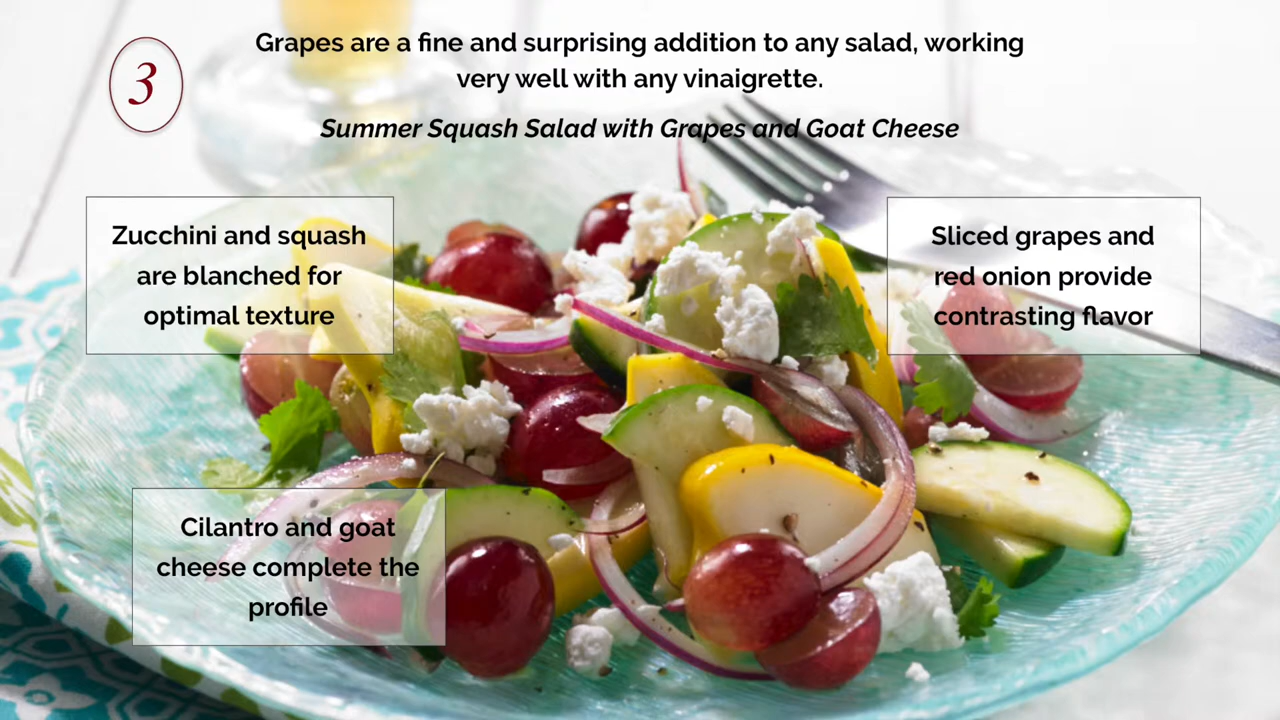 3
Grapes are a fine and surprising addition to any salad, working
very well with any vinaigrette.
Summer Squash Salad with Grapes and Goat Cheese
Zucchini and squash
are blanched for
optimal texture
Sliced grapes and
red onion provide
contrasting flavor
Cilantro and goat
cheese complete the
profile